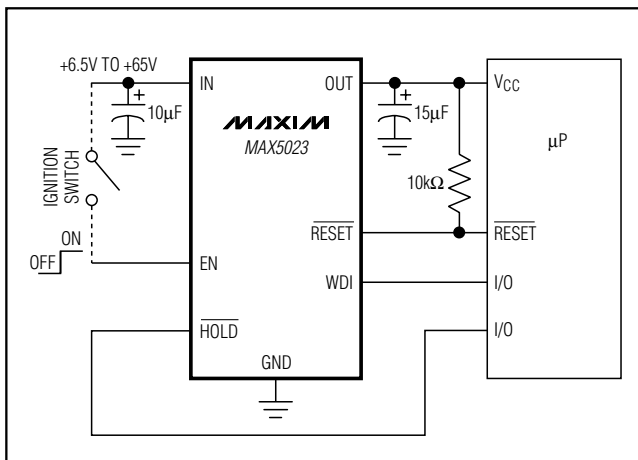 +6.5V TO +65V
IN
OUT
VCC
+
10μF
+
15μF
MAXIM
MAX5023
μP
IGNITION
SWITCH
10kΩ
ON
OFF
RESET
RESET
EN
WDI
I/O
HOLD
I/O
GND